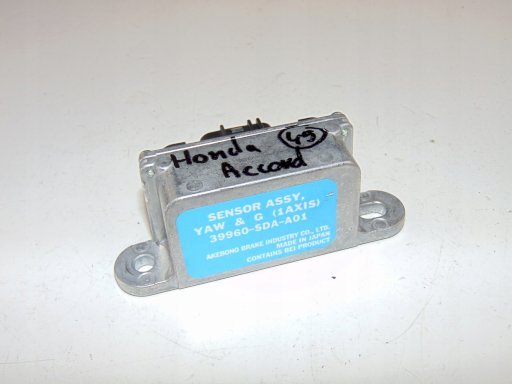 Honda 49
Accord
SENSOR ASSY,
YAW & G (1AXIS)
39960-SDA-A01
AKEBONO BRAKE INDUSTRY CO., LTD.
MADE IN JAPAN
CONTAINS BEI PRODUCT